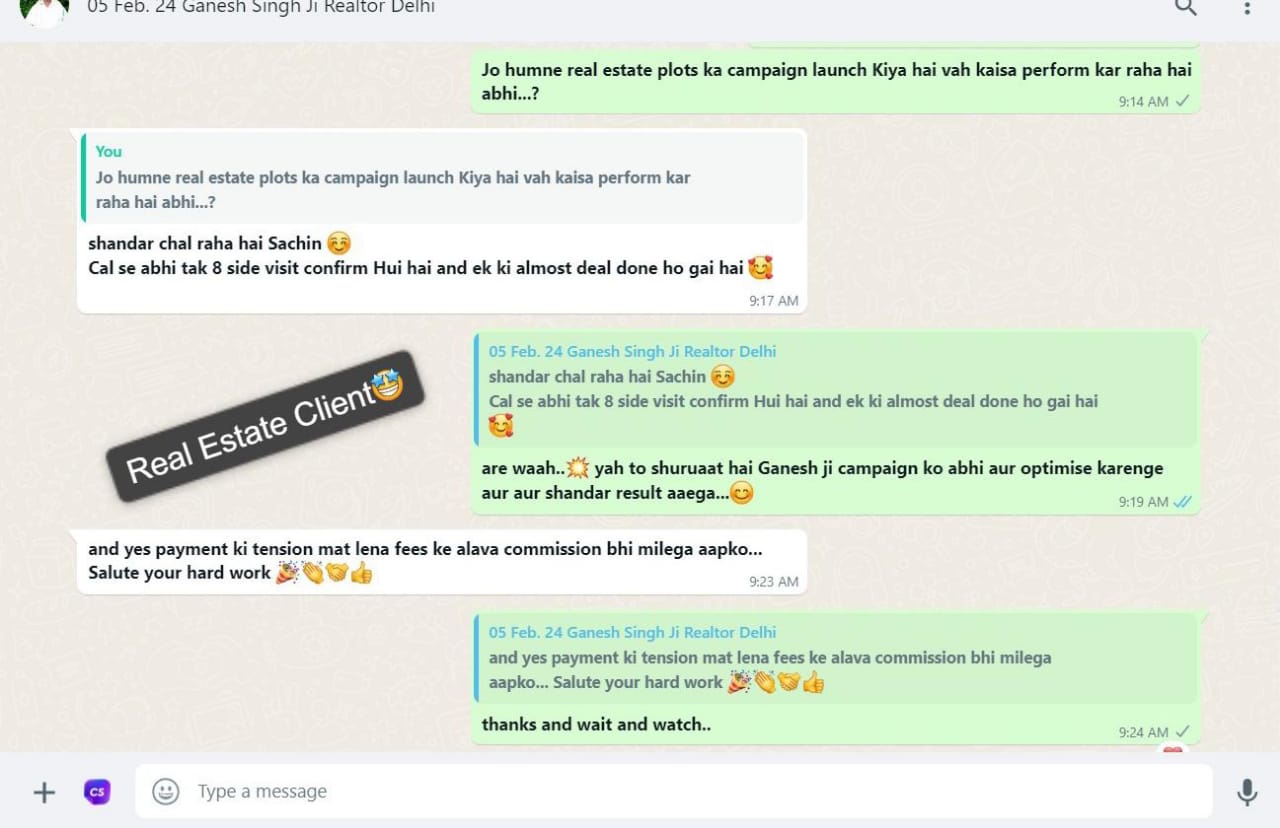 05 Feb. 24 Ganesh Singh Ji Realtor Delhi
Jo humne real estate plots ka campaign launch Kiya hai vah kaisa perform kar raha hai
abhi...?
9:14 AM
You
Jo humne real estate plots ka campaign launch Kiya hai vah kaisa perform kar
raha hai abhi...?
shandar chal raha hai Sachin 😊
Cal se abhi tak 8 side visit confirm Hui hai and ek ki almost deal done ho gai hai 🥰
9:17 AM
05 Feb. 24 Ganesh Singh Ji Realtor Delhi
shandar chal raha hai Sachin 😊
Cal se abhi tak 8 side visit confirm Hui hai and ek ki almost deal done ho gai hai
🥰
Real Estate Client🤩
are waah..💥 yah to shuruaat hai Ganesh ji campaign ko abhi aur optimise karenge
aur aur shandar result aaega...😊
9:19 AM
and yes payment ki tension mat lena fees ke alava commission bhi milega aapko...
Salute your hard work 🎉👏🤝👍
9:23 AM
05 Feb. 24 Ganesh Singh Ji Realtor Delhi
and yes payment ki tension mat lena fees ke alava commission bhi milega
aapko... Salute your hard work 🎉👏🤝👍
thanks and wait and watch..
9:24 AM
CS
Type a message